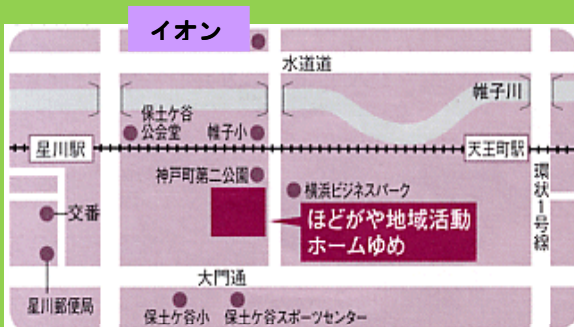 イオン
水道道
帷子川
保土ケ谷
公会堂
帷子小
星川駅
天王町駅
神戸町第二公園
横浜ビジネスパーク
環状1号線
交番
ほどがや地域活動
ホームゆめ
大門通
星川郵便局
保土ケ谷小
保土ケ谷スポーツセンター